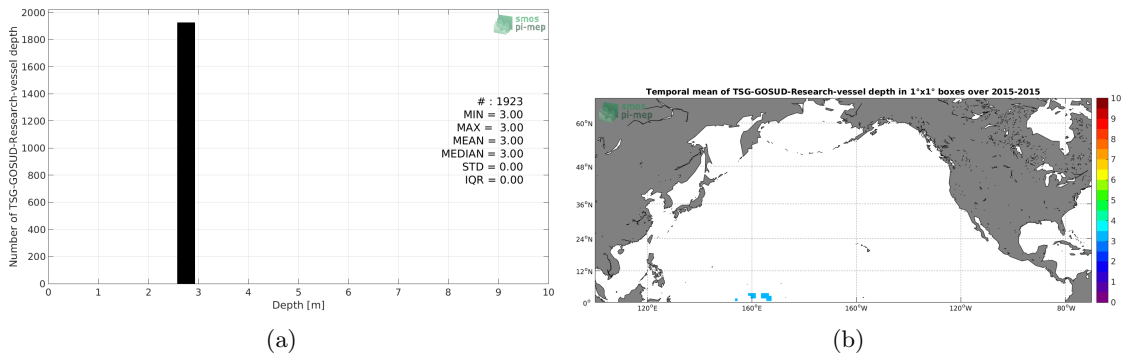 2000
1800
1600
1400
1200
1000
800
600
400
200
0
Number of TSG-GOSUD-Research-vessel depth
smos
pi-mep
# : 1923
MIN = 3.00
MAX = 3.00
MEAN = 3.00
MEDIAN = 3.00
STD = 0.00
IQR = 0.00
0 1 2 3 4 5 6 7 8 9 10
Depth [m]
(a)
Temporal mean of TSG-GOSUD-Research-vessel depth in 1°x1° boxes over 2015-2015
smos
pi-mep
60°N
48°N
36°N
24°N
12°N
0°
120°E 160°E 160°W 120°W 80°W
10
9
8
7
6
5
4
3
2
1
0
(b)